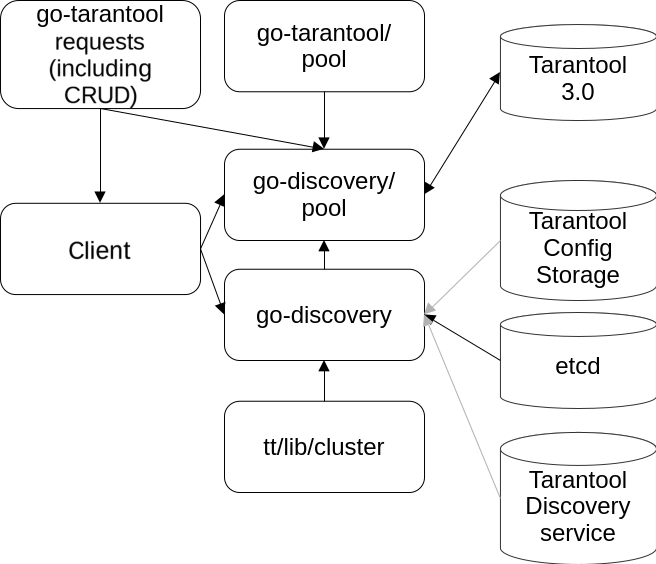 go-tarantool
requests
(including
CRUD)
go-tarantool/
pool
Tarantool
3.0
go-discovery/
pool
Client
Tarantool
Config
Storage
go-discovery
etcd
tt/lib/cluster
Tarantool
Discovery
service